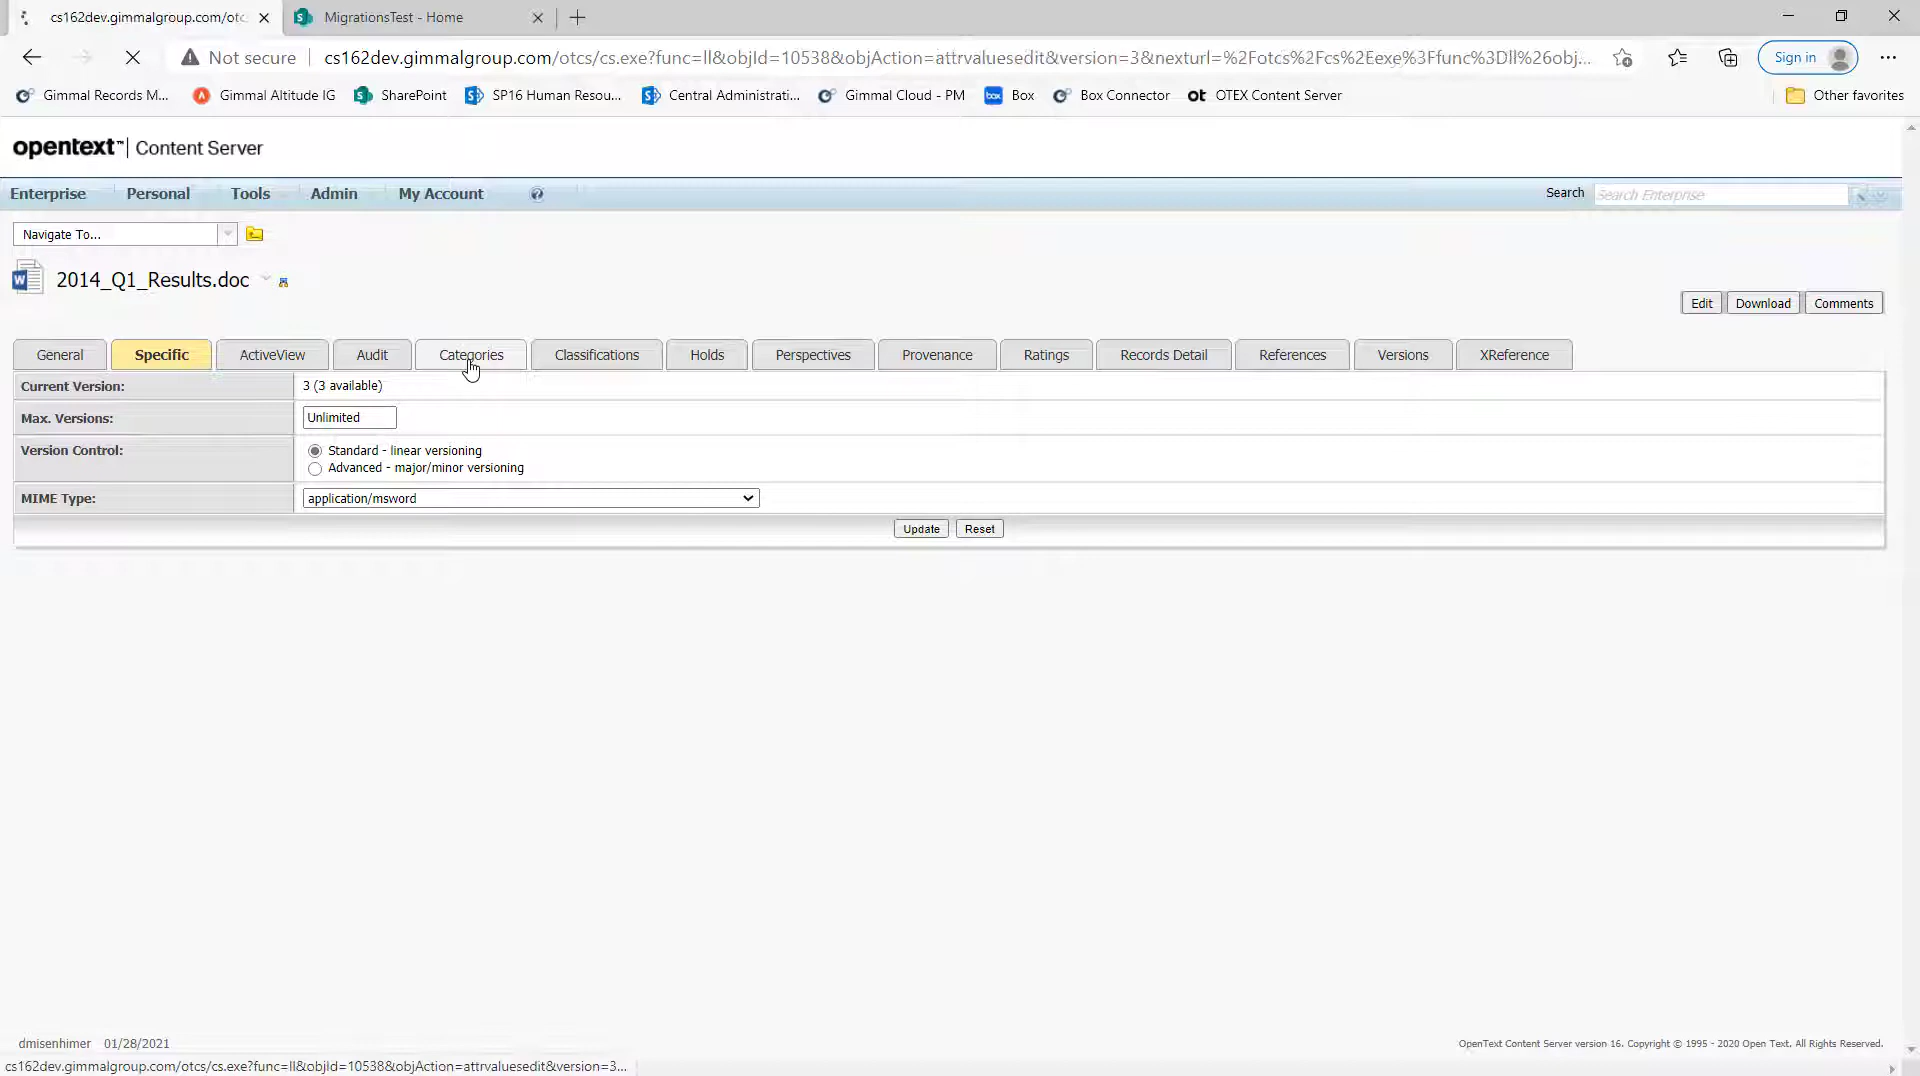 cs162dev.gimmalgroup.com/otc
MigrationsTest - Home
Not secure
cs162dev.gimmalgroup.com/otcs/cs.exe?func=ll&objId=10538&objAction=attrvaluesedit&version=3&nexturl=%2Fotcs%2Fcs%2Eexe%3Ffunc%3Dll%26obj...
Sign in
Gimmal Records M...
Gimmal Altitude IG
SharePoint
SP16 Human Resou...
Central Administrati...
Gimmal Cloud - PM
Box
Box Connector
OTEX Content Server
Other favorites
opentext™ | Content Server
Enterprise
Personal
Tools
Admin
My Account
Search
Search Enterprise
Navigate To...
2014_Q1_Results.doc
Edit
Download
Comments
General
Specific
ActiveView
Audit
Categories
Classifications
Holds
Perspectives
Provenance
Ratings
Records Detail
References
Versions
XReference
Current Version: 3 (3 available)
Max. Versions: Unlimited
Version Control: Standard - linear versioning
Advanced - major/minor versioning
MIME Type: application/msword
Update
Reset
dmisenhimer 01/28/2021
OpenText Content Server version 16. Copyright © 1995 - 2020 Open Text. All Rights Reserved.
cs162dev.gimmalgroup.com/otcs/cs.exe?func=ll&objId=10538&objAction=attrvaluesedit&version=3...